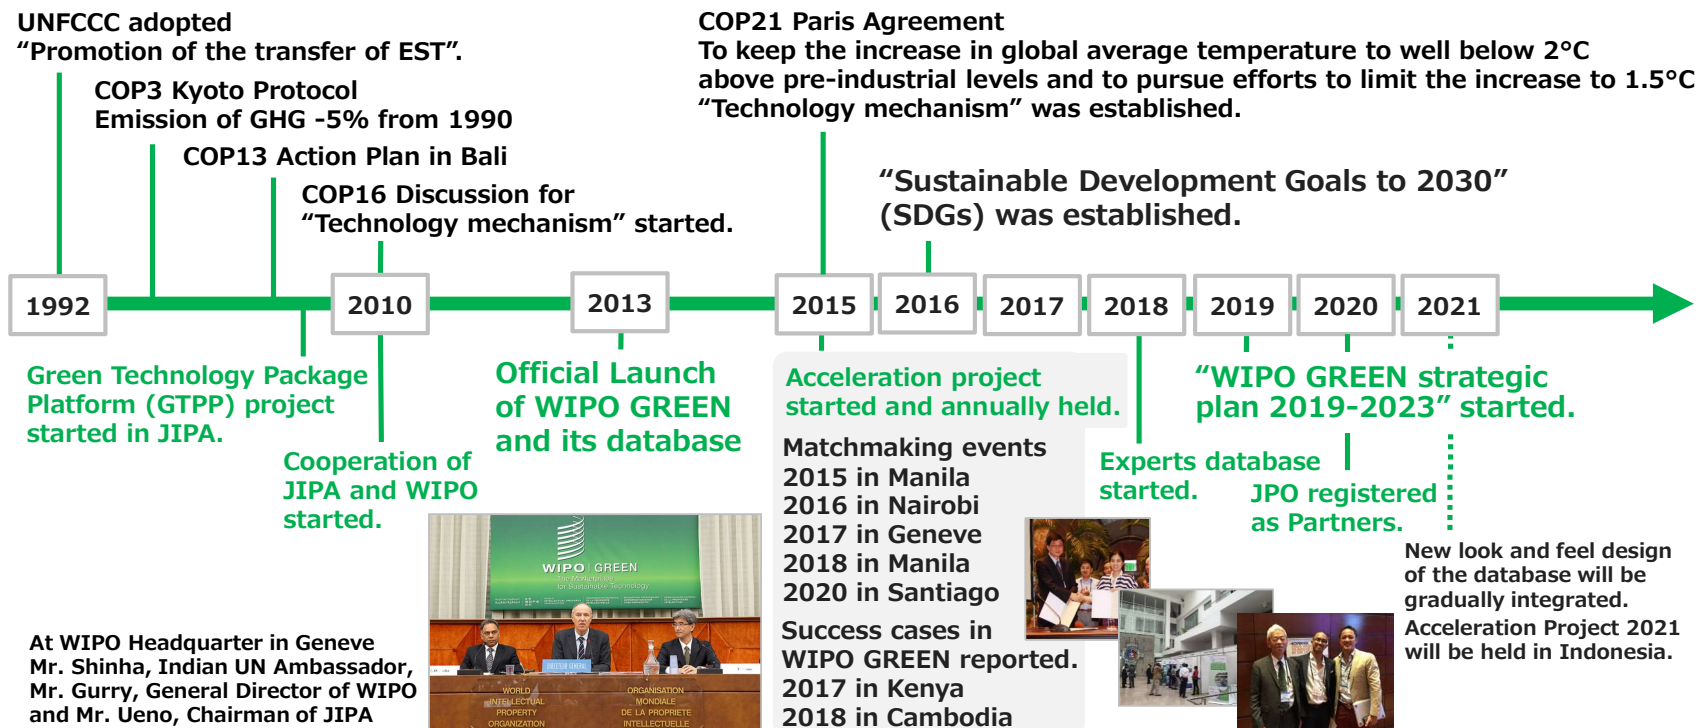 UNFCCC adopted
“Promotion of the transfer of EST”.
COP3 Kyoto Protocol
Emission of GHG -5% from 1990
COP13 Action Plan in Bali
COP16 Discussion for
“Technology mechanism” started.
COP21 Paris Agreement
To keep the increase in global average temperature to well below 2°C
above pre-industrial levels and to pursue efforts to limit the increase to 1.5°C
“Technology mechanism” was established.
“Sustainable Development Goals to 2030”
(SDGs) was established.
1992
2010
2013
2015
2016
2017
2018
2019
2020
2021
Green Technology Package
Platform (GTPP) project
started in JIPA.
Cooperation of
JIPA and WIPO
started.
Official Launch
of WIPO GREEN
and its database
Acceleration project
started and annually held.
Matchmaking events
2015 in Manila
2016 in Nairobi
2017 in Geneve
2018 in Manila
2020 in Santiago
Success cases in
WIPO GREEN reported.
2017 in Kenya
2018 in Cambodia
Experts database
started.
“WIPO GREEN strategic
plan 2019-2023” started.
JPO registered
as Partners.
New look and feel design
of the database will be
gradually integrated.
Acceleration Project 2021
will be held in Indonesia.
At WIPO Headquarter in Geneve
Mr. Shinha, Indian UN Ambassador,
Mr. Gurry, General Director of WIPO
and Mr. Ueno, Chairman of JIPA
WIPO | GREEN
The Marketplace
for Sustainable Technology
DIRECTOR GENERAL
WORLD
INTELLECTUAL
PROPERTY
ORGANIZATION
ORGANISATION
MONDIALE
DE LA PROPRIETE
INTELLECTUELLE